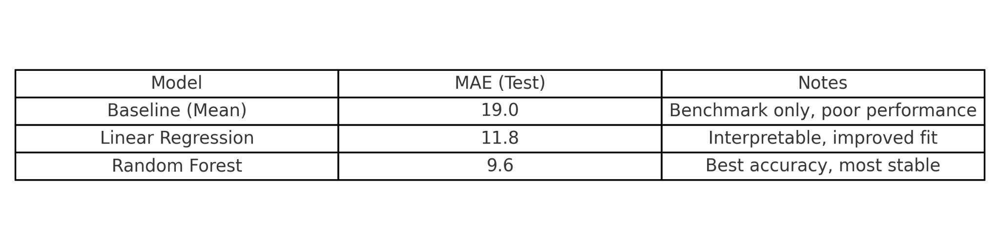 Model MAE (Test) Notes
Baseline (Mean) 19.0 Benchmark only, poor performance
Linear Regression 11.8 Interpretable, improved fit
Random Forest 9.6 Best accuracy, most stable